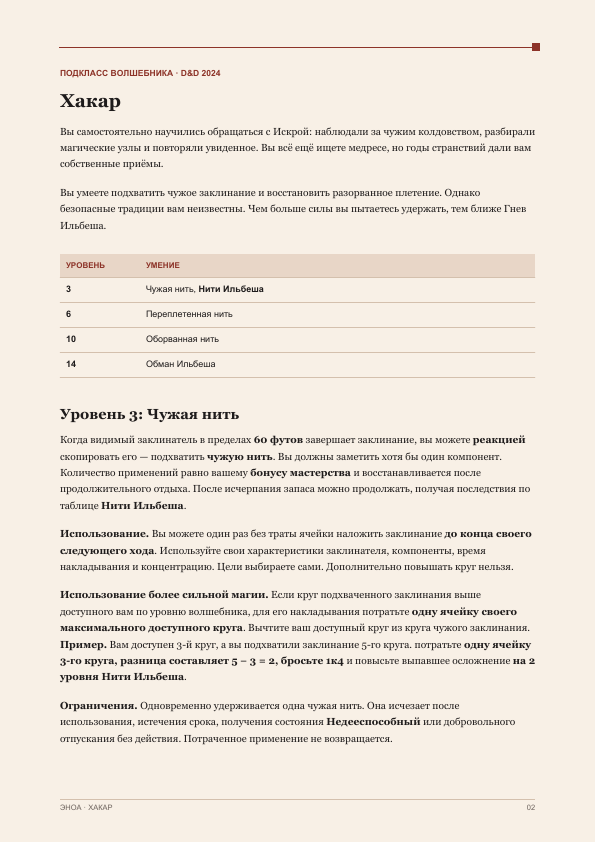 ПОДКЛАСС ВОЛШЕБНИКА · D&D 2024
Хакар
Вы самостоятельно научились обращаться с Искрой: наблюдали за чужим колдовством, разбирали
магические узлы и повторяли увиденное. Вы всё ещё ищете медресе, но годы странствий дали вам
собственные приёмы.
Вы умеете подхватить чужое заклинание и восстановить разорванное плетение. Однако
безопасные традиции вам неизвестны. Чем больше силы вы пытаетесь удержать, тем ближе Гнев
Ильбеша.
УРОВЕНЬ УМЕНИЕ
3 Чужая нить, Нити Ильбеша
6 Переплетенная нить
10 Оборванная нить
14 Обман Ильбеша
Уровень 3: Чужая нить
Когда видимый заклинатель в пределах 60 футов завершает заклинание, вы можете реакцией
скопировать его — подхватить чужую нить. Вы должны заметить хотя бы один компонент.
Количество применений равно вашему бонусу мастерства и восстанавливается после
продолжительного отдыха. После исчерпания запаса можно продолжать, получая последствия по
таблице Нити Ильбеша.
Использование. Вы можете один раз без траты ячейки наложить заклинание до конца своего
следующего хода. Используйте свои характеристики заклинателя, компоненты, время
накладывания и концентрацию. Цели выбираете сами. Дополнительно повышать круг нельзя.
Использование более сильной магии. Если круг подхваченного заклинания выше
доступного вам по уровню волшебника, для его накладывания потратьте одну ячейку своего
максимального доступного круга. Вычтите ваш доступный круг из круга чужого заклинания.
Пример. Вам доступен 3-й круг, а вы подхватили заклинание 5-го круга. потратьте одну ячейку
3-го круга, разница составляет 5 – 3 = 2, бросьте 1к4 и повысьте выпавшее осложнение на 2
уровня Нити Ильбеша.
Ограничения. Одновременно удерживается одна чужая нить. Она исчезает после
использования, истечения срока, получения состояния Недееспособный или добровольного
отпускания без действия. Потраченное применение не возвращается.
ЭНОА · ХАКАР 02